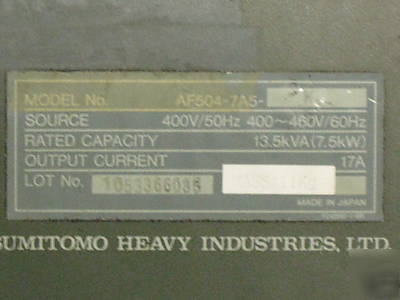 MODEL No. AF504-7A5-
SOURCE 400V/50Hz 400~460V/60Hz
RATED CAPACITY 13.5kVA(7.5kW)
OUTPUT CURRENT 17A
LOT No. 1053366035
MADE IN JAPAN
SUMITOMO HEAVY INDUSTRIES, LTD.